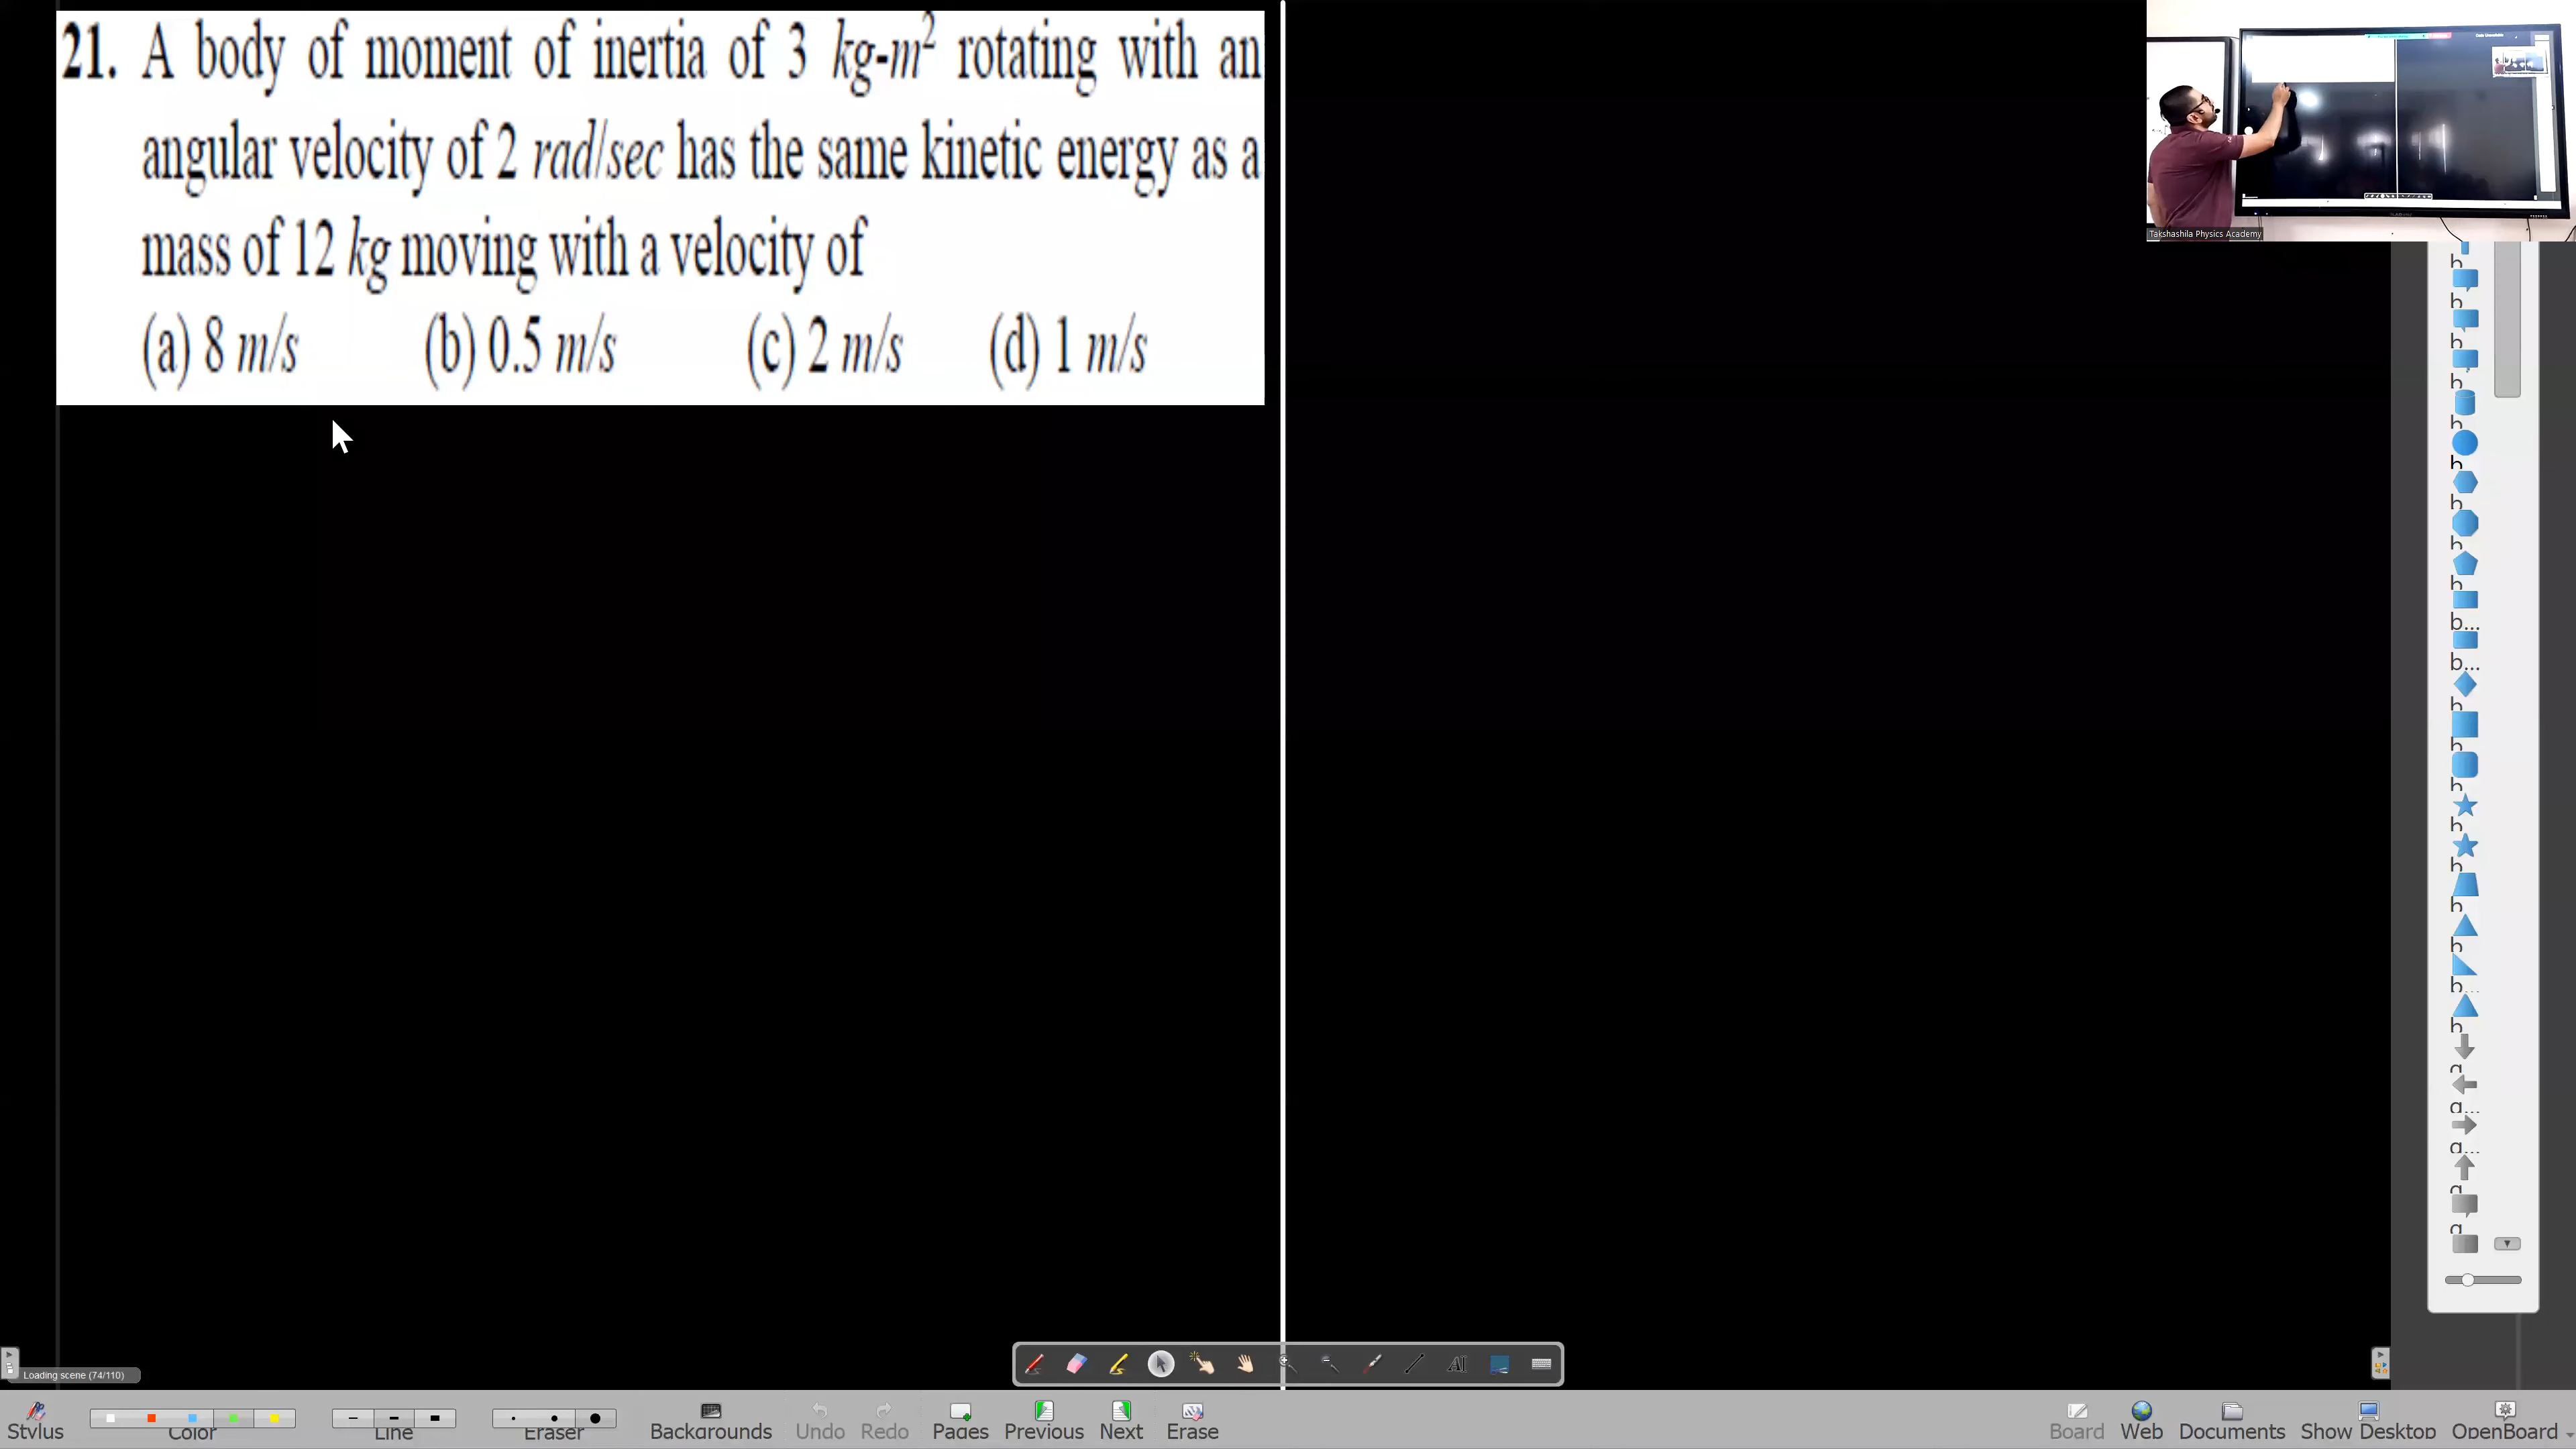 21. A body of moment of inertia of 3 kg-m² rotating with an
angular velocity of 2 rad/sec has the same kinetic energy as a
mass of 12 kg moving with a velocity of
(a) 8 m/s (b) 0.5 m/s (c) 2 m/s (d) 1 m/s
Takshashila Physics Academy
b
b
b
b
b
b
b
b
b
b...
b...
b
b
b
b
b
b
b
b
b...
b
a
a...
a...
a
a
AI
Loading scene (74/110)
Stylus Color Line Eraser Backgrounds Undo Redo Pages Previous Next Erase Board Web Documents Show Desktop OpenBoard